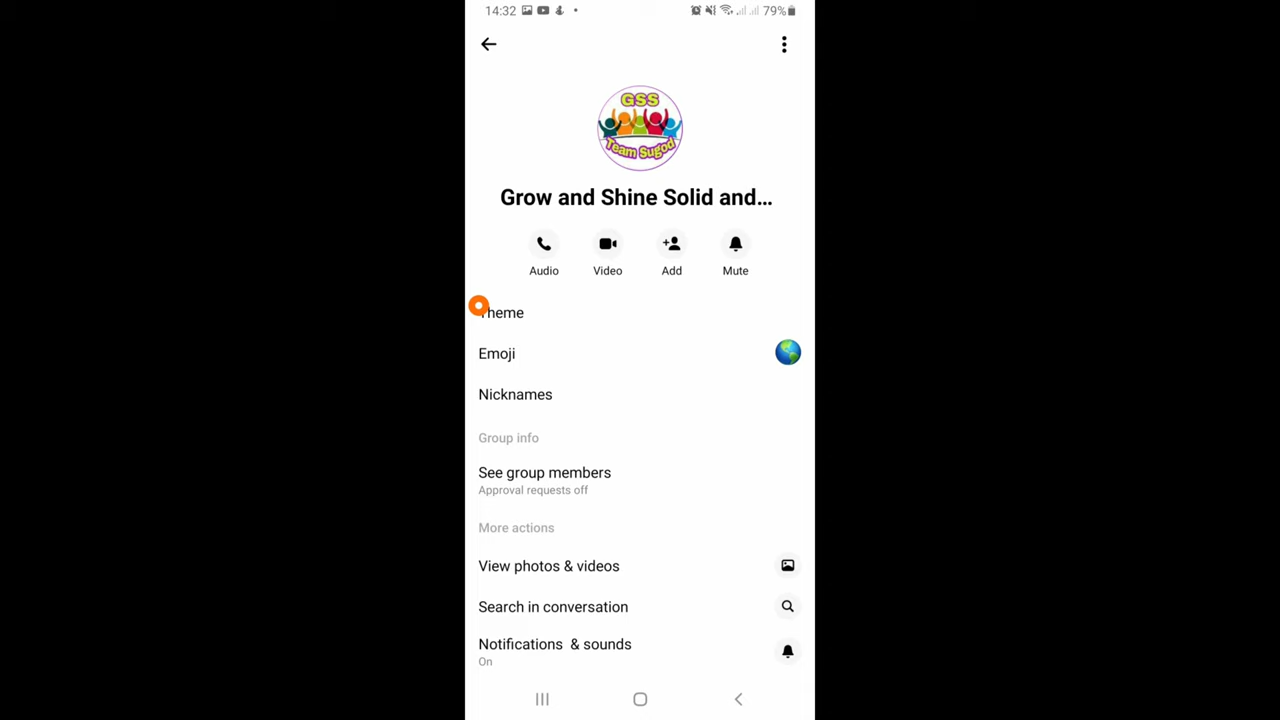 14:32
79%
GSS
Team Sugod
Grow and Shine Solid and...
Audio
Video
Add
Mute
Theme
Emoji
Nicknames
Group info
See group members
Approval requests off
More actions
View photos & videos
Search in conversation
Notifications & sounds
On